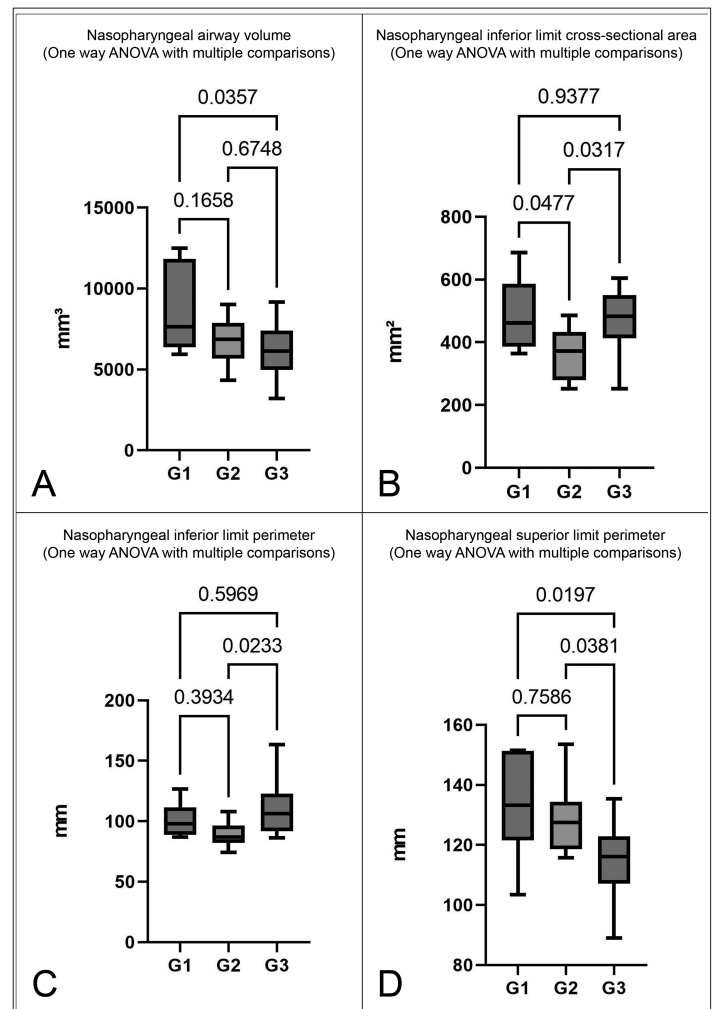 Nasopharyngeal airway volume
(One way ANOVA with multiple comparisons)
0.0357
0.6748
0.1658
15000
10000
5000
0
mm³
G1 G2 G3
A
Nasopharyngeal inferior limit cross-sectional area
(One way ANOVA with multiple comparisons)
0.9377
0.0317
0.0477
800
600
400
200
0
mm²
G1 G2 G3
B
Nasopharyngeal inferior limit perimeter
(One way ANOVA with multiple comparisons)
0.5969
0.0233
0.3934
200
150
100
50
0
mm
G1 G2 G3
C
Nasopharyngeal superior limit perimeter
(One way ANOVA with multiple comparisons)
0.0197
0.0381
0.7586
160
140
120
100
80
mm
G1 G2 G3
D